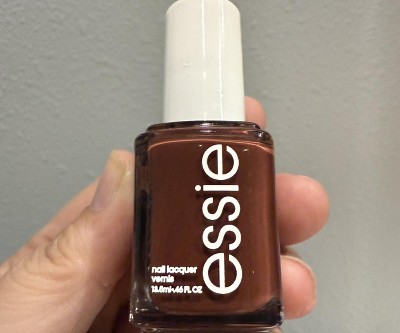 essie
nail lacquer
vernis
13.5ml•.46 FL OZ